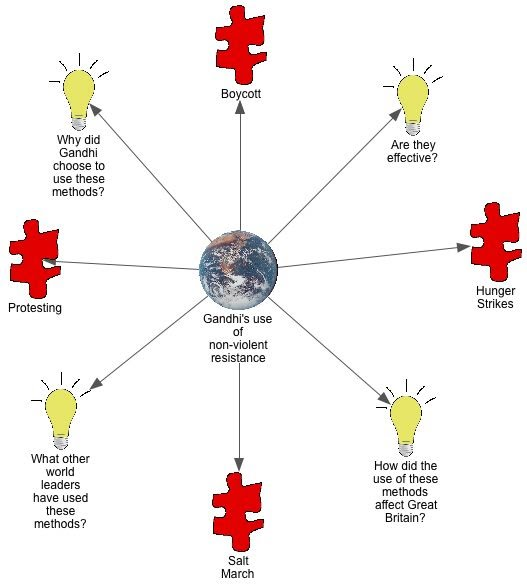 Boycott
Why did
Gandhi
choose to
use these
methods?
Are they
effective?
Protesting
Hunger
Strikes
Gandhi's use
of
non-violent
resistance
What other
world
leaders
have used
these
methods?
How did the
use of these
methods
affect Great
Britain?
Salt
March